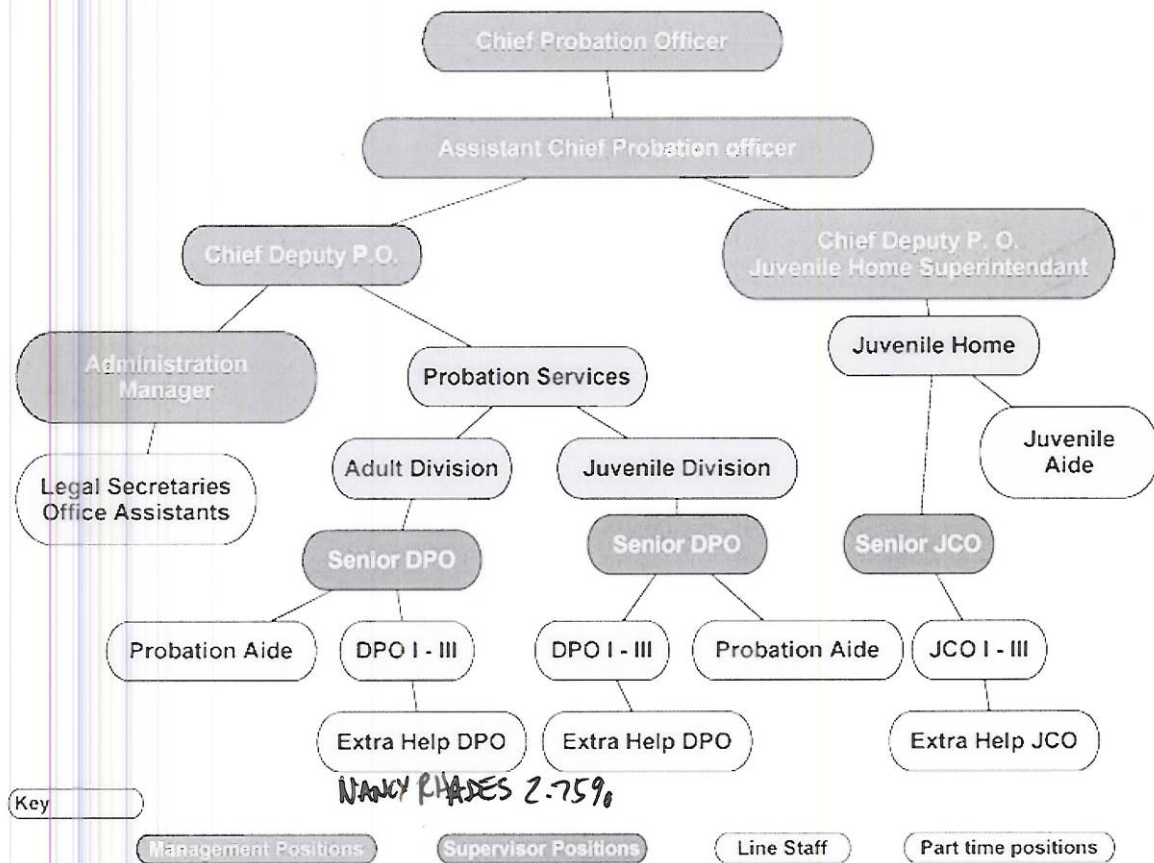 Chief Probation Officer
Assistant Chief Probation officer
Chief Deputy P.O.
Chief Deputy P. O.
Juvenile Home Superintendant
Administration
Manager
Probation Services
Juvenile Home
Juvenile
Aide
Legal Secretaries
Office Assistants
Adult Division
Juvenile Division
Senior DPO
Senior DPO
Senior JCO
Probation Aide
DPO I - III
DPO I - III
Probation Aide
JCO I - III
Extra Help DPO
Extra Help DPO
Extra Help JCO
NANCY RHADES 2.75%
Key
Management Positions
Supervisor Positions
Line Staff
Part time positions